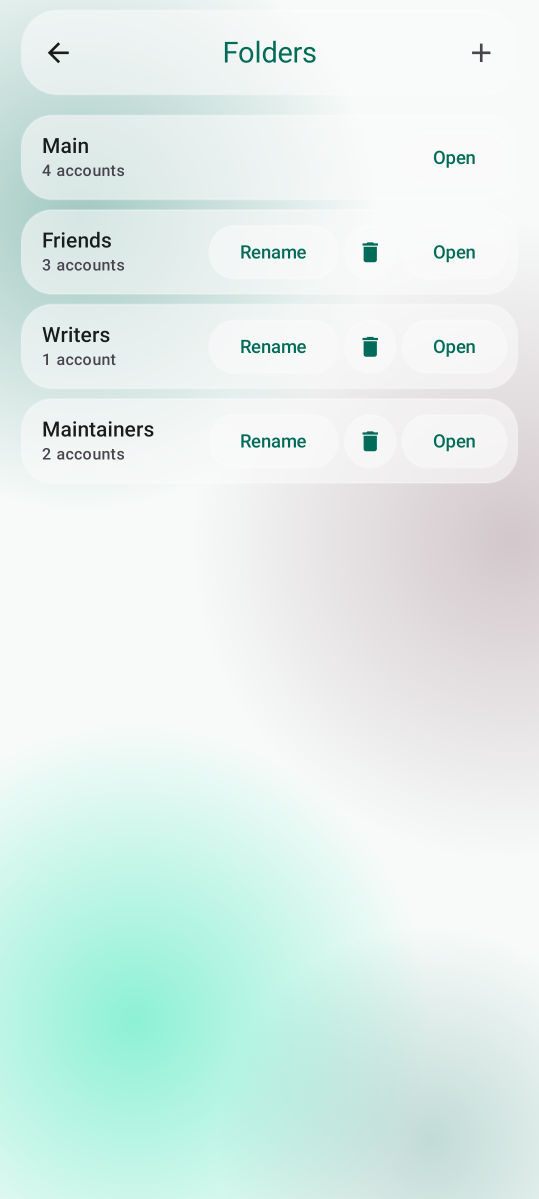 Folders
Main
4 accounts
Open
Friends
3 accounts
Rename
Open
Writers
1 account
Rename
Open
Maintainers
2 accounts
Rename
Open